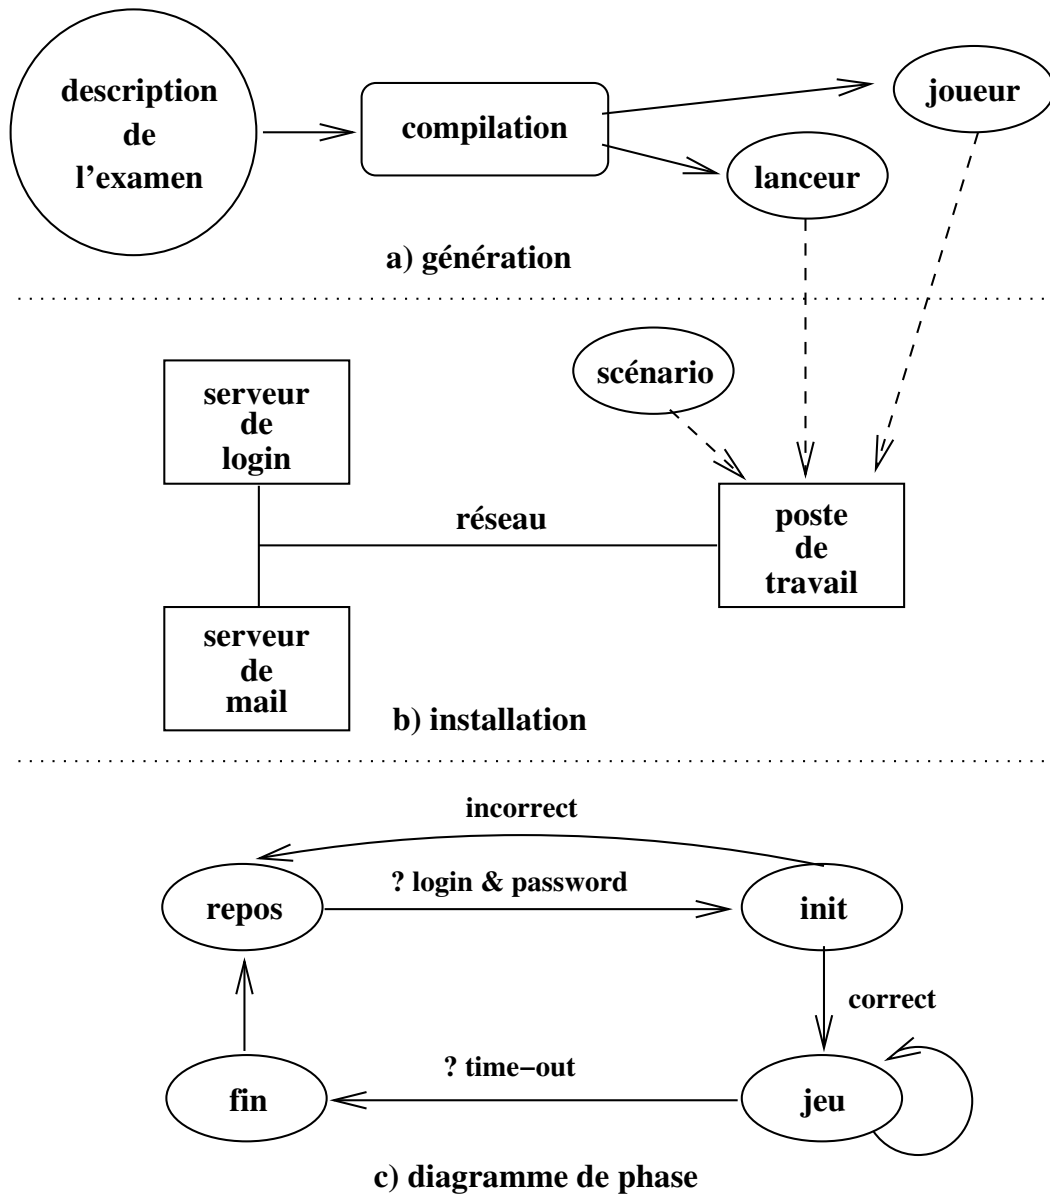 description
de
l'examen
compilation
joueur
lanceur
a) génération
scénario
serveur
de
login
réseau
poste
de
travail
serveur
de
mail
b) installation
incorrect
? login & password
repos
init
correct
? time−out
fin
jeu
c) diagramme de phase